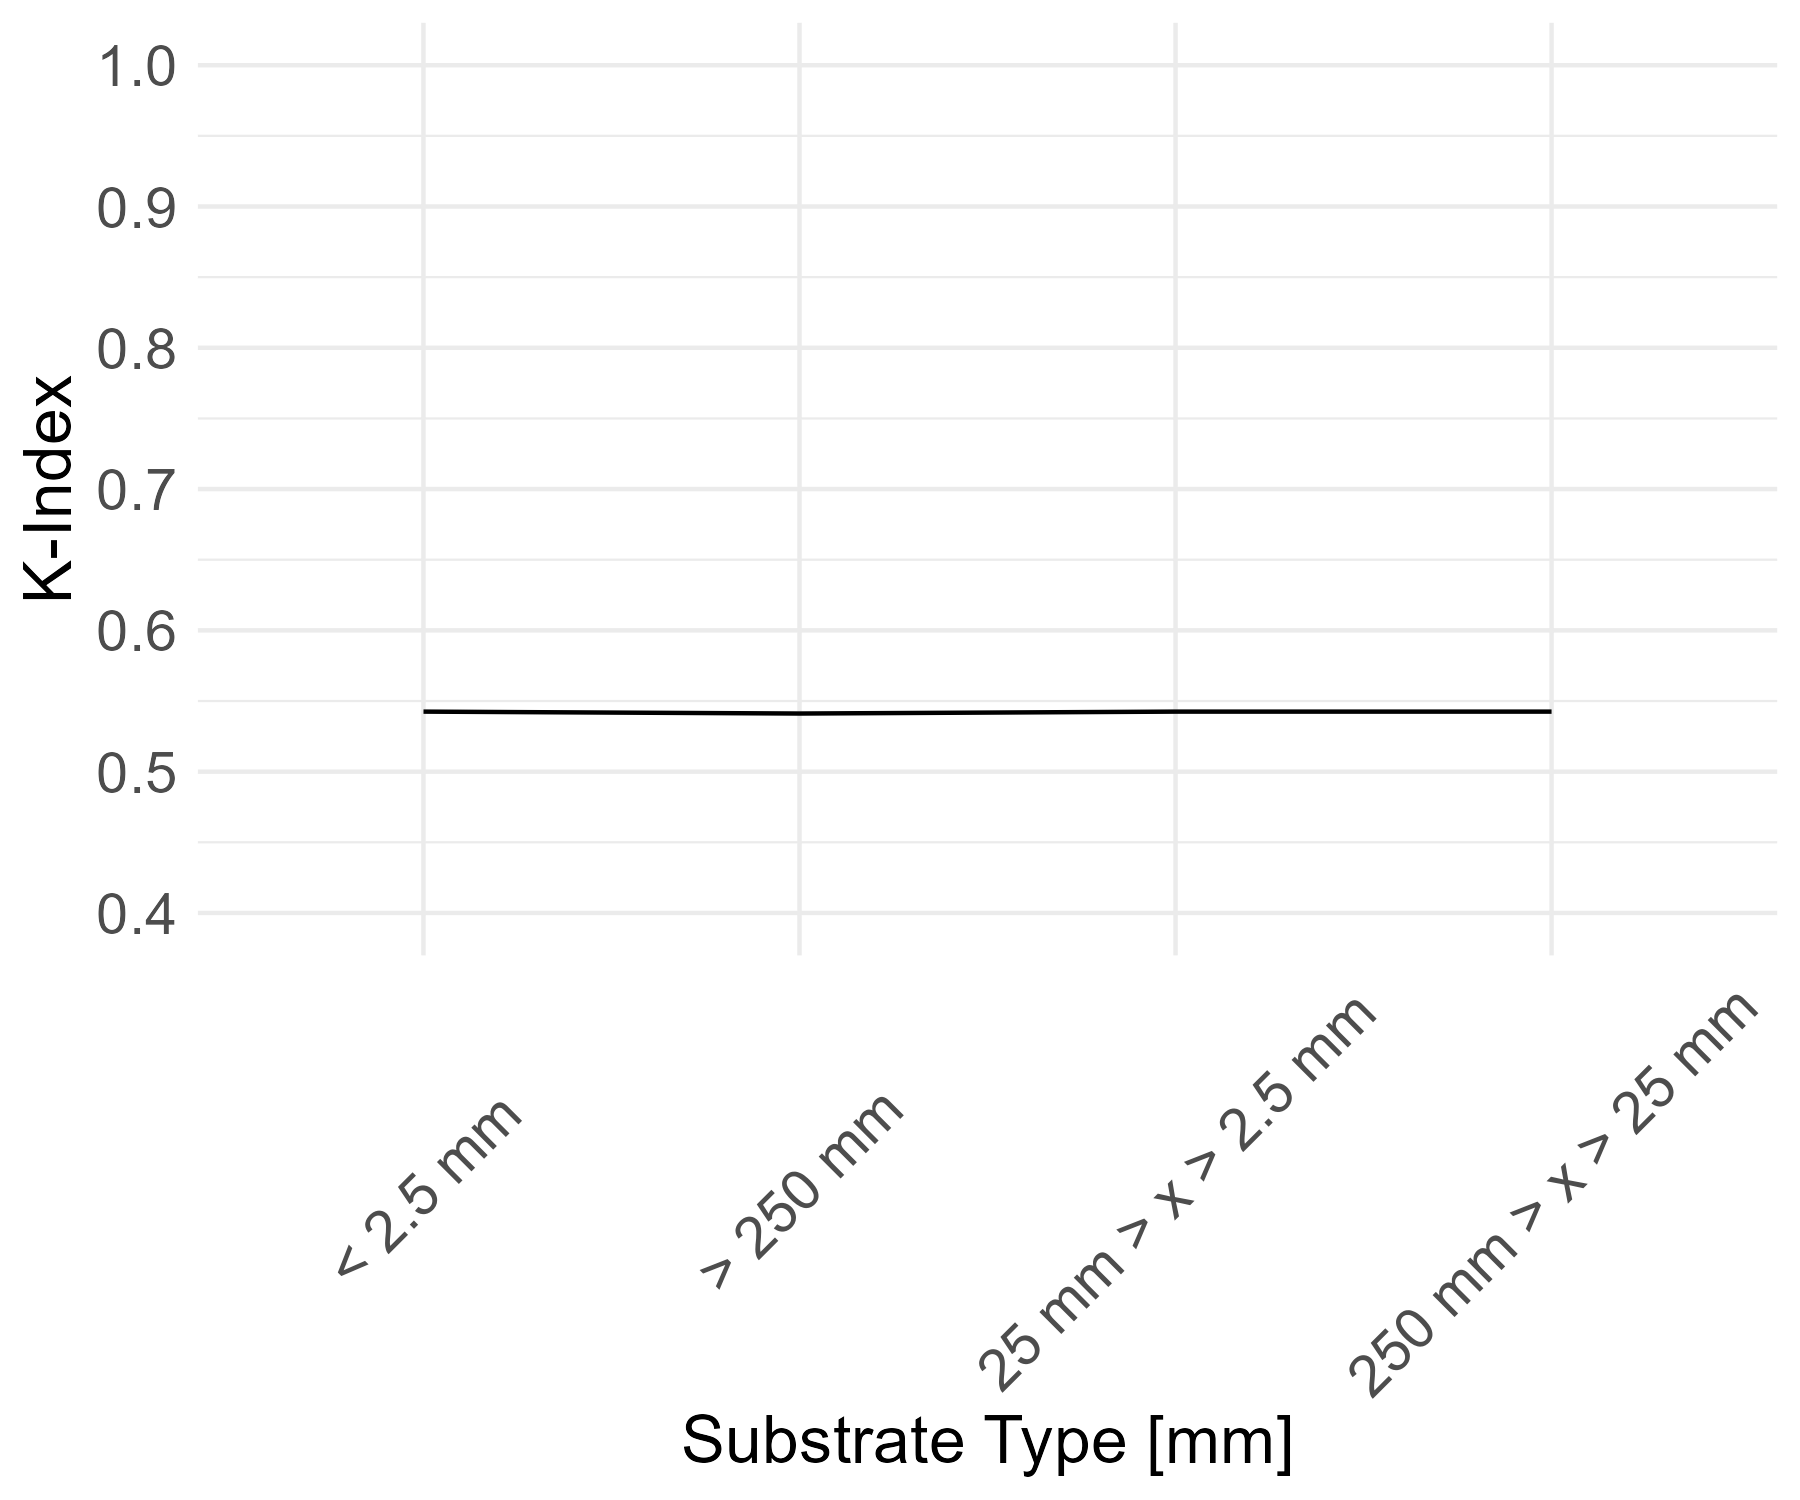 1.0
0.9
0.8
0.7
0.6
0.5
0.4
K-Index
< 2.5 mm
> 250 mm
25 mm > x > 2.5 mm
250 mm > x > 25 mm
Substrate Type [mm]